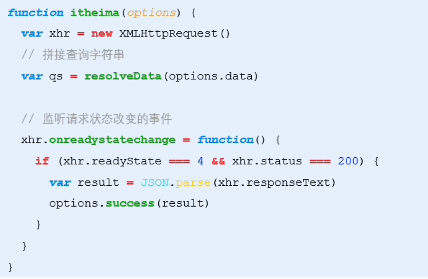 function itheima(options) {
  var xhr = new XMLHttpRequest()
  // 拼接查询字符串
  var qs = resolveData(options.data)

  // 监听请求状态改变的事件
  xhr.onreadystatechange = function() {
    if (xhr.readyState === 4 && xhr.status === 200) {
      var result = JSON.parse(xhr.responseText)
      options.success(result)
    }
  }
}